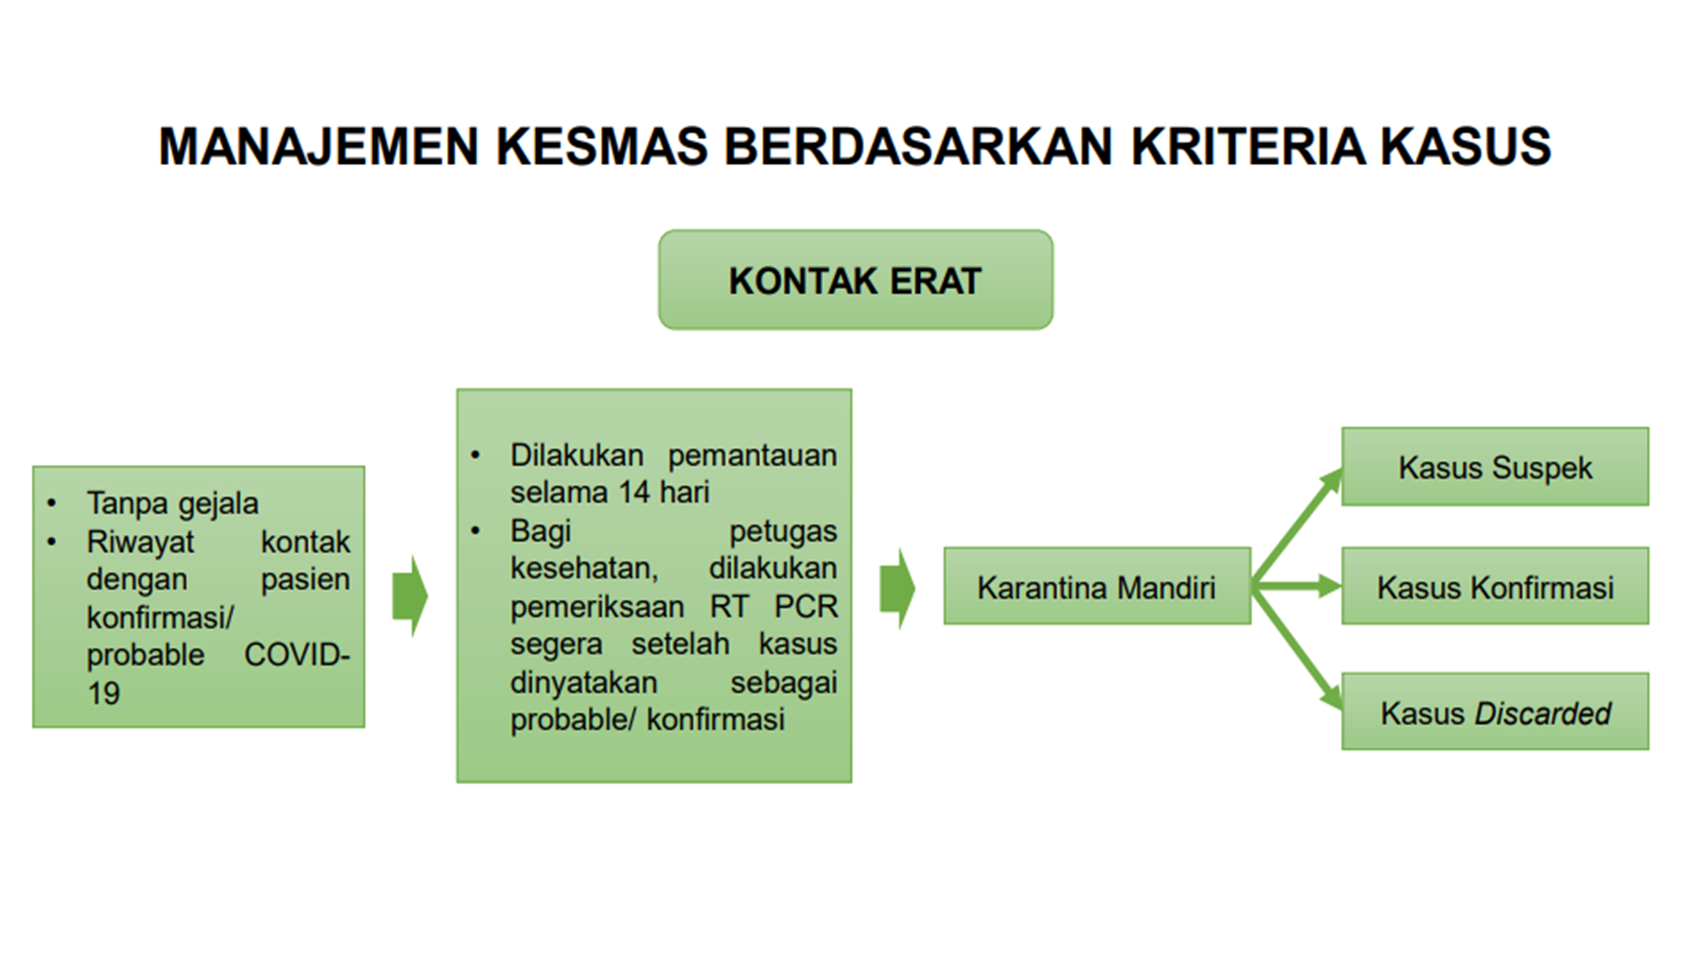 MANAJEMEN KESMAS BERDASARKAN KRITERIA KASUS
KONTAK ERAT
• Tanpa gejala
• Riwayat kontak
dengan pasien
konfirmasi/
probable COVID-
19
• Dilakukan pemantauan
selama 14 hari
• Bagi petugas
kesehatan, dilakukan
pemeriksaan RT PCR
segera setelah kasus
dinyatakan sebagai
probable/ konfirmasi
Karantina Mandiri
Kasus Suspek
Kasus Konfirmasi
Kasus Discarded